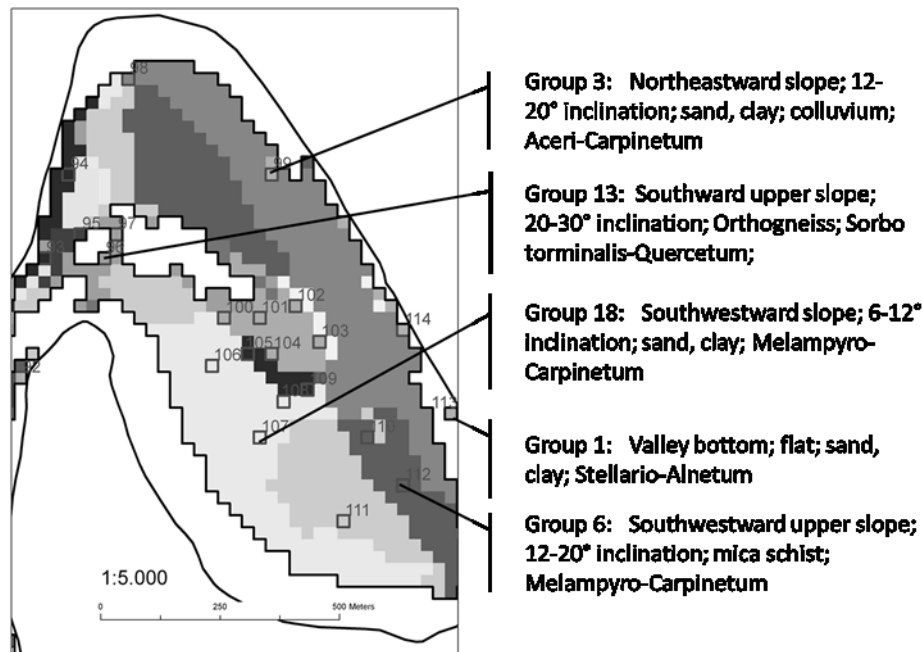 98
Group 3: Northeastward slope; 12-
20° inclination; sand, clay; colluvium;
Aceri-Carpinetum
94
99
Group 13: Southward upper slope;
20-30° inclination; Orthogneiss; Sorbo
torminalis-Quercetum;
95
97
93
96
100
101
102
Group 18: Southwestward slope; 6-12°
inclination; sand, clay; Melampyro-
Carpinetum
114
103
105
104
106
92
109
108
113
107
110
Group 1: Valley bottom; flat; sand,
clay; Stellario-Alnetum
112
111
Group 6: Southwestward upper slope;
12-20° inclination; mica schist;
Melampyro-Carpinetum
1:5.000
0 250 500 Meters